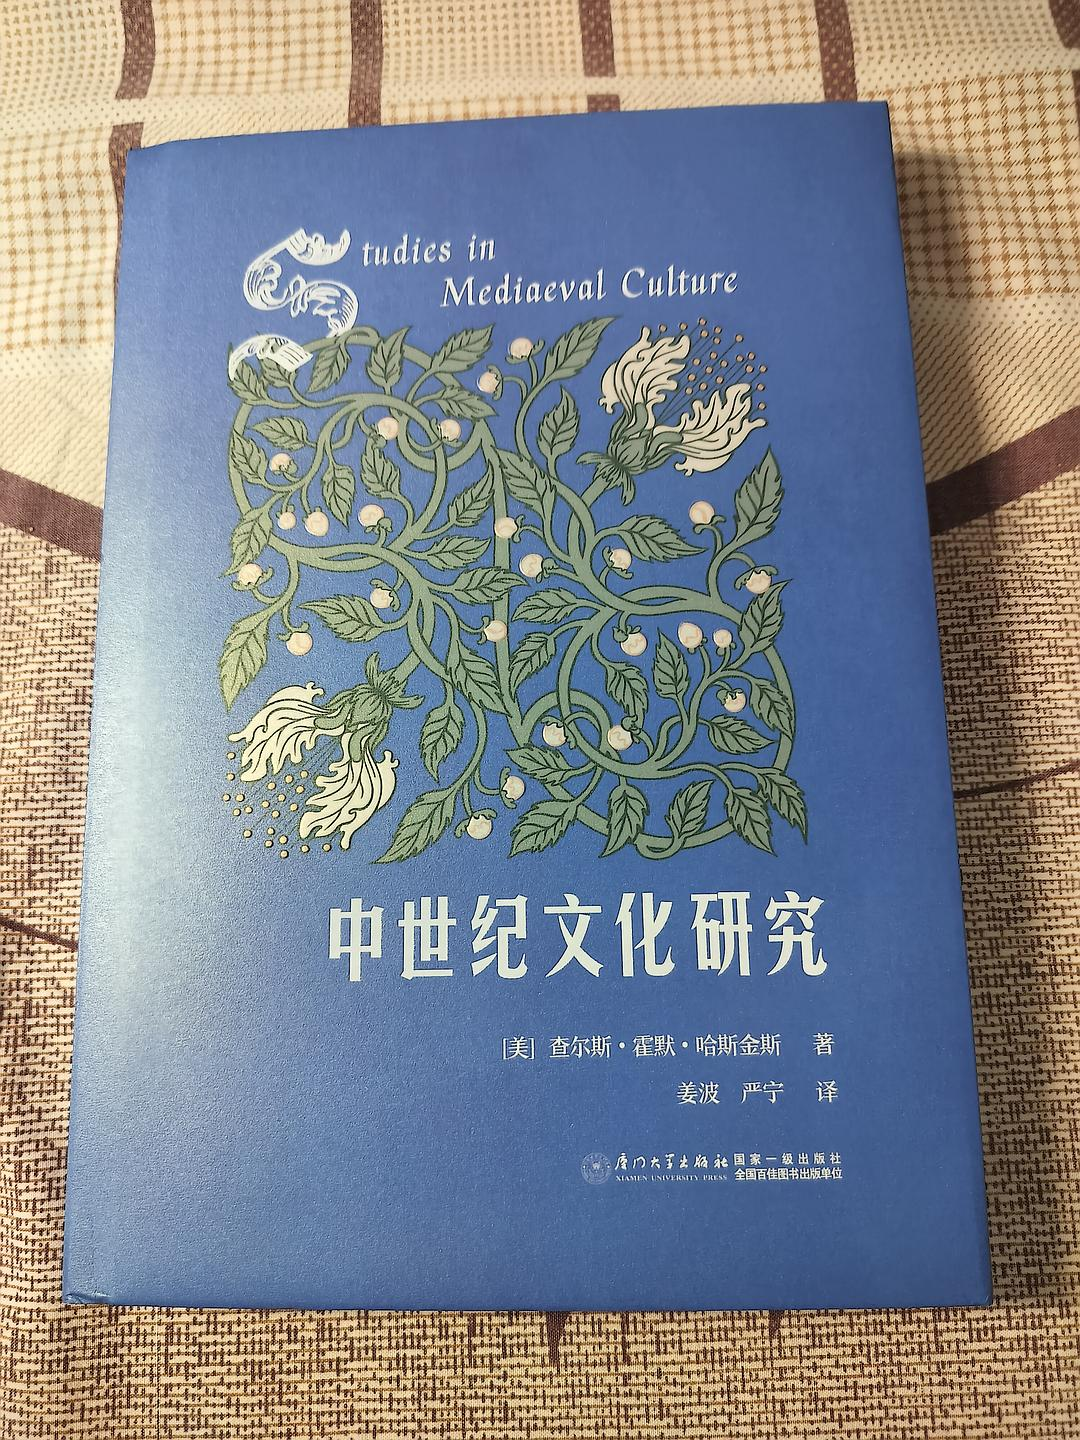 Studies in
Mediaeval Culture
中世纪文化研究
[美] 查尔斯·霍默·哈斯金斯 著
姜波 严宁 译
厦门大学出版社 国家一级出版社
XIAMEN UNIVERSITY PRESS 全国百佳图书出版单位